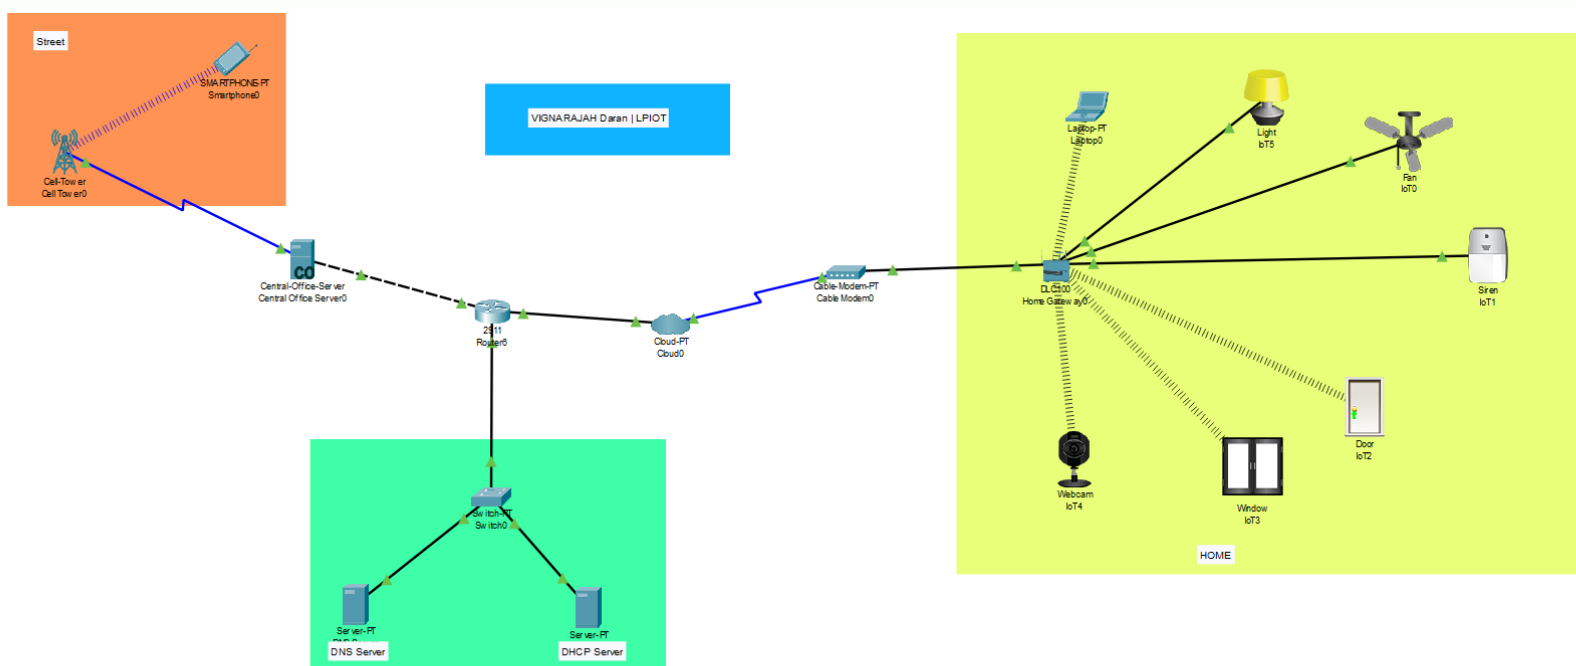 Street
SMARTPHONE-PT
Smartphone0
Cell-Tower
Cell Tower0
VIGNARAJAH Daran | LPIOT
Laptop-PT
Laptop0
Light
IoT5
Fan
IoT0
Central-Office-Server
Central Office Server0
CO
2911
Router6
Cloud-PT
Cloud0
Cable-Modem-PT
Cable Modem0
DLC100
Home Gateway0
Siren
IoT1
Door
IoT2
Webcam
IoT4
Window
IoT3
HOME
Switch-PT
Switch0
Server-PT
DNS Server
Server-PT
DHCP Server